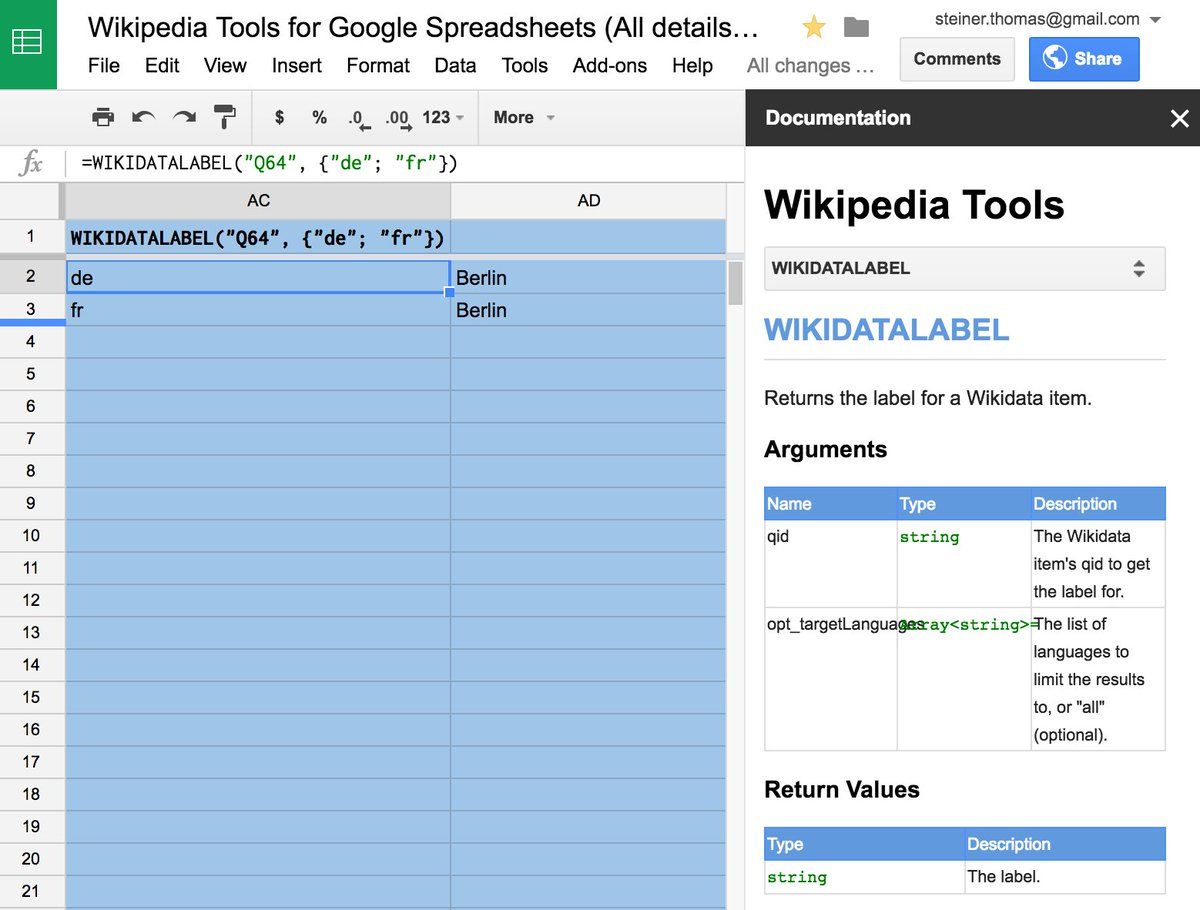 Wikipedia Tools for Google Spreadsheets (All details…
steiner.thomas@gmail.com
File Edit View Insert Format Data Tools Add-ons Help All changes …
Comments
Share
$ % .0 .00 123 More
fx =WIKIDATALABEL("Q64", {"de"; "fr"})
AC AD
1 WIKIDATALABEL("Q64", {"de"; "fr"})
2 de Berlin
3 fr Berlin
4
5
6
7
8
9
10
11
12
13
14
15
16
17
18
19
20
21
Documentation
Wikipedia Tools
WIKIDATALABEL
WIKIDATALABEL
Returns the label for a Wikidata item.
Arguments
Name Type Description
qid string The Wikidata
item's qid to get
the label for.
opt_targetLanguages Array<string>= The list of
languages to
limit the results
to, or "all"
(optional).
Return Values
Type Description
string The label.